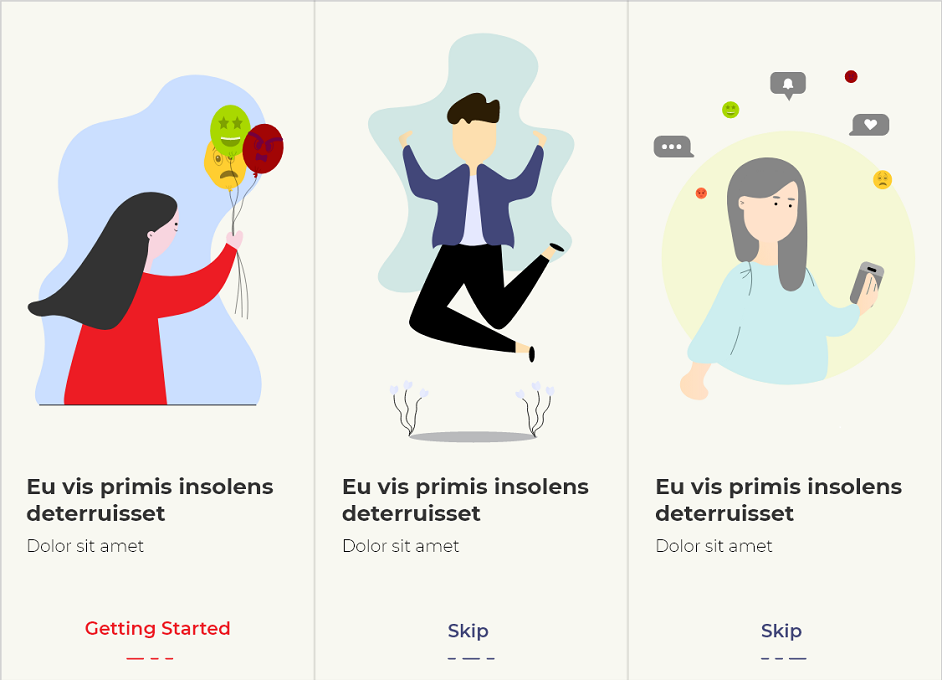 Eu vis primis insolens
deterruisset
Dolor sit amet
Getting Started
Eu vis primis insolens
deterruisset
Dolor sit amet
Skip
Eu vis primis insolens
deterruisset
Dolor sit amet
Skip